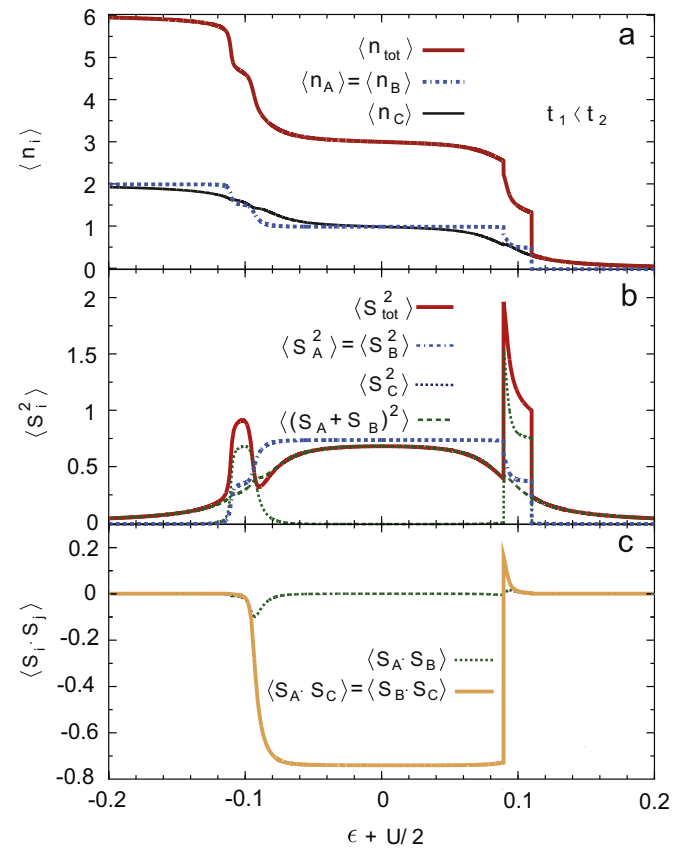 a
6
5
4
3
2
1
0
⟨n_i⟩
⟨n_tot⟩
⟨n_A⟩=⟨n_B⟩
⟨n_C⟩
t_1 ⟨ t_2
b
2
1.5
1
0.5
0
⟨S_i^2⟩
⟨S_tot^2⟩
⟨S_A^2⟩=⟨S_B^2⟩
⟨S_C^2⟩
⟨(S_A+S_B)^2⟩
c
0.2
0
-0.2
-0.4
-0.6
-0.8
⟨S_i·S_j⟩
⟨S_A·S_B⟩
⟨S_A·S_C⟩=⟨S_B·S_C⟩
-0.2 -0.1 0 0.1 0.2
ϵ + U/2